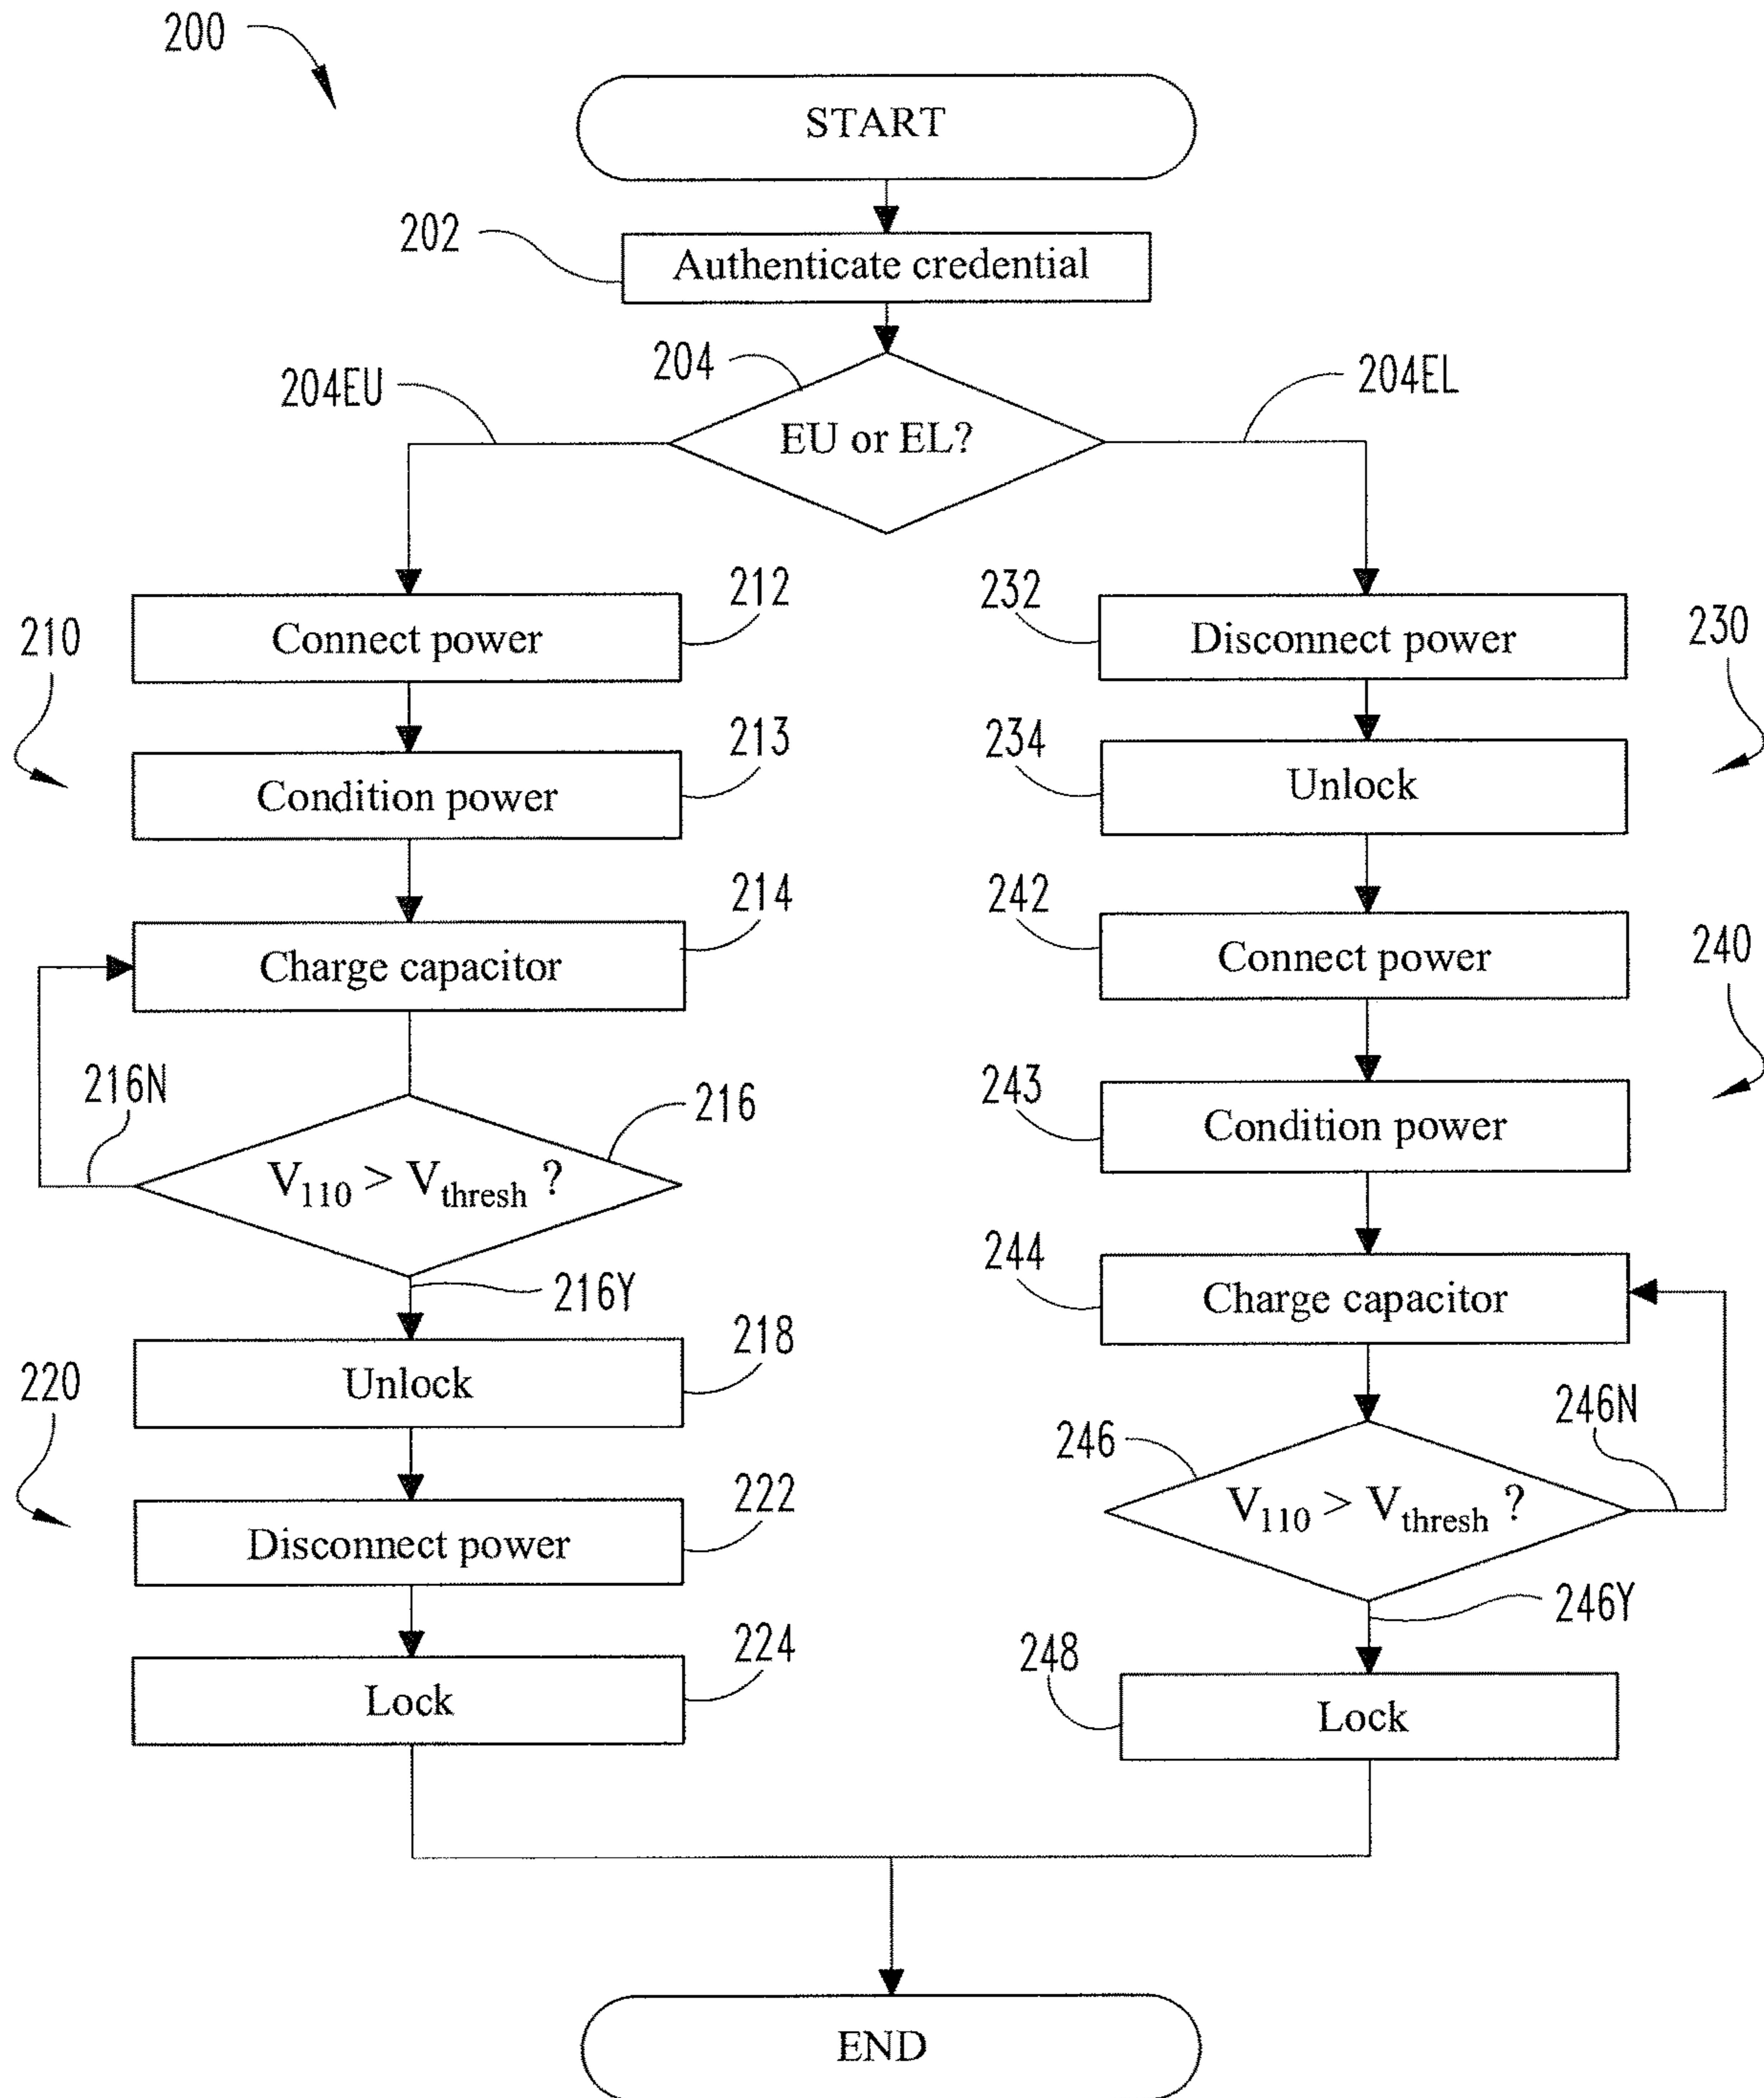 200
START
202
Authenticate credential
204
204EU
204EL
EU or EL?
212
Connect power
232
Disconnect power
210
230
213
Condition power
234
Unlock
214
Charge capacitor
242
Connect power
240
216N
216
V110 > Vthresh ?
243
Condition power
216Y
244
Charge capacitor
218
Unlock
220
246
246N
V110 > Vthresh ?
222
Disconnect power
246Y
224
Lock
248
Lock
END